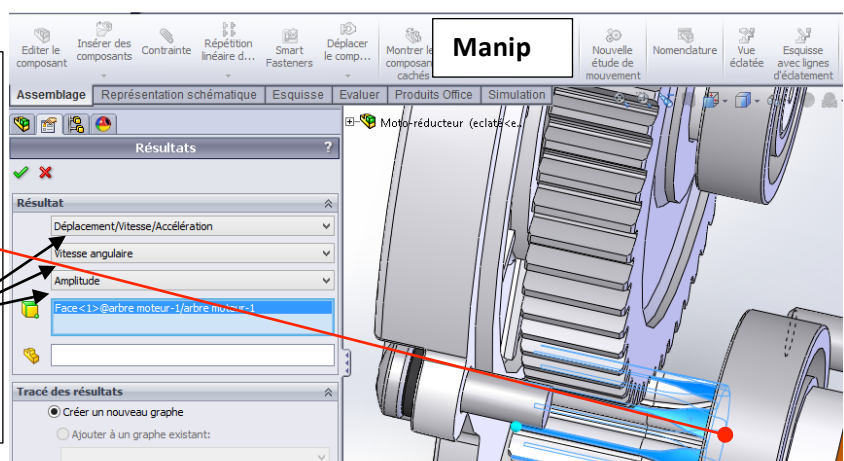 Editer le composant
Insérer des composants
Contrainte
Répétition linéaire d...
Smart Fasteners
Déplacer le comp...
Montrer le composan cachés
Manip
Nouvelle étude de mouvement
Nomenclature
Vue éclatée
Esquisse avec lignes d'éclatement
Assemblage Représentation schématique Esquisse Evaluer Produits Office Simulation
Moto-réducteur (eclaté<e..
Résultats ?
Résultat
Déplacement/Vitesse/Accélération
Vitesse angulaire
Amplitude
Face<1>@arbre moteur-1/arbre moteur-1
Tracé des résultats
Créer un nouveau graphe
Ajouter à un graphe existant: